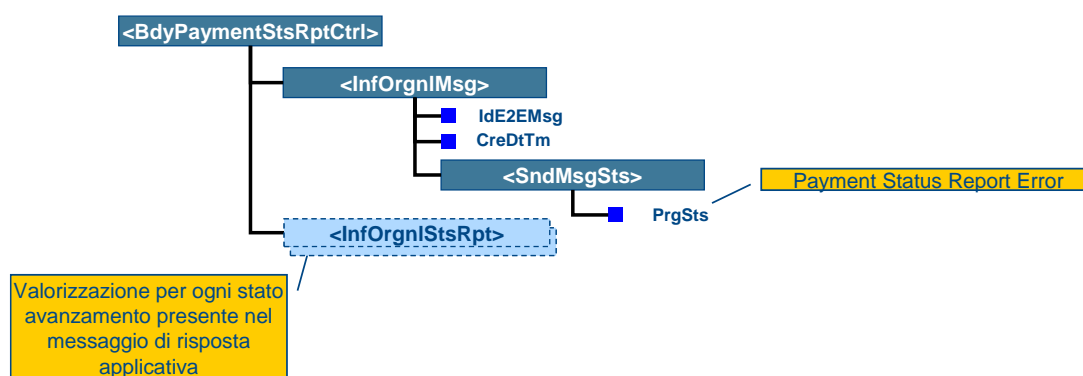 <BdyPaymentStsRptCtrl>
<InfOrgnlMsg>
IdE2EMsg
CreDtTm
<SndMsgSts>
Payment Status Report Error
PrgSts
<InfOrgnlStsRpt>
Valorizzazione per ogni stato
avanzamento presente nel
messaggio di risposta
applicativa